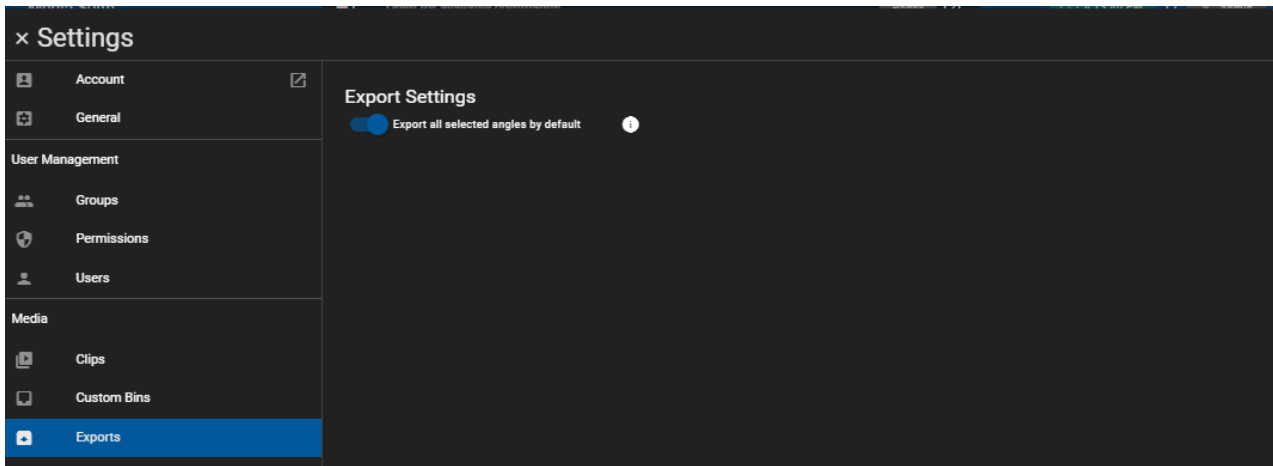 × Settings
Account
General
User Management
Groups
Permissions
Users
Media
Clips
Custom Bins
Exports
Export Settings
Export all selected angles by default